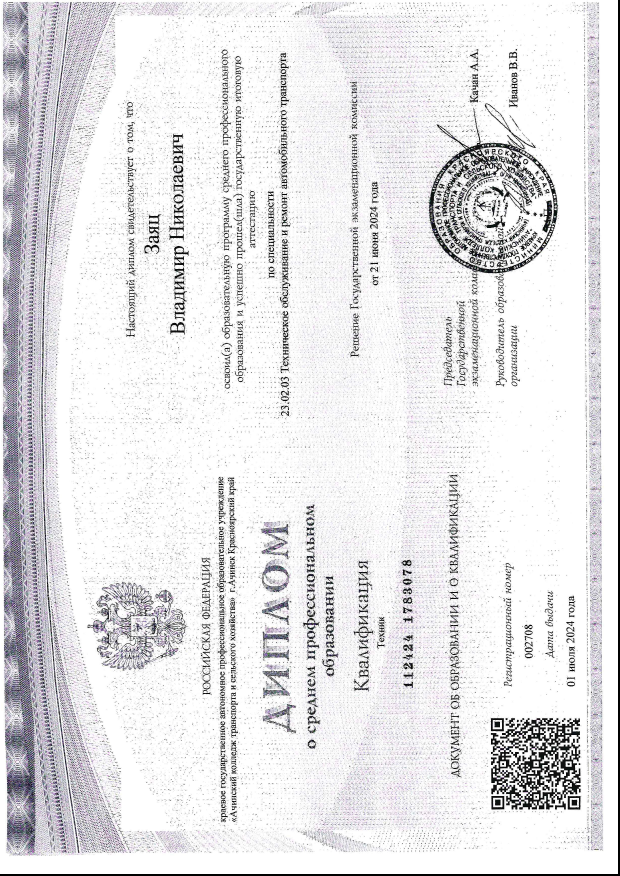 РОССИЙСКАЯ ФЕДЕРАЦИЯ
краевое государственное автономное профессиональное образовательное учреждение
«Ачинский колледж транспорта и сельского хозяйства» г.Ачинск Красноярский край
ДИПЛОМ
о среднем профессиональном
образовании
Квалификация
Техник
112424 1783078
ДОКУМЕНТ ОБ ОБРАЗОВАНИИ И О КВАЛИФИКАЦИИ
Регистрационный номер
002708
Дата выдачи
01 июля 2024 года
Настоящий диплом свидетельствует о том, что
Заяц
Владимир Николаевич
освоил(а) образовательную программу среднего профессионального
образования и успешно прошел(шла) государственную итоговую
аттестацию
по специальности
23.02.03 Техническое обслуживание и ремонт автомобильного транспорта
Решение Государственной экзаменационной комиссии
от 21 июня 2024 года
Председатель
Государственной
экзаменационной ком
Качан А.А.
Руководитель образов
организации
Иванов В.В.